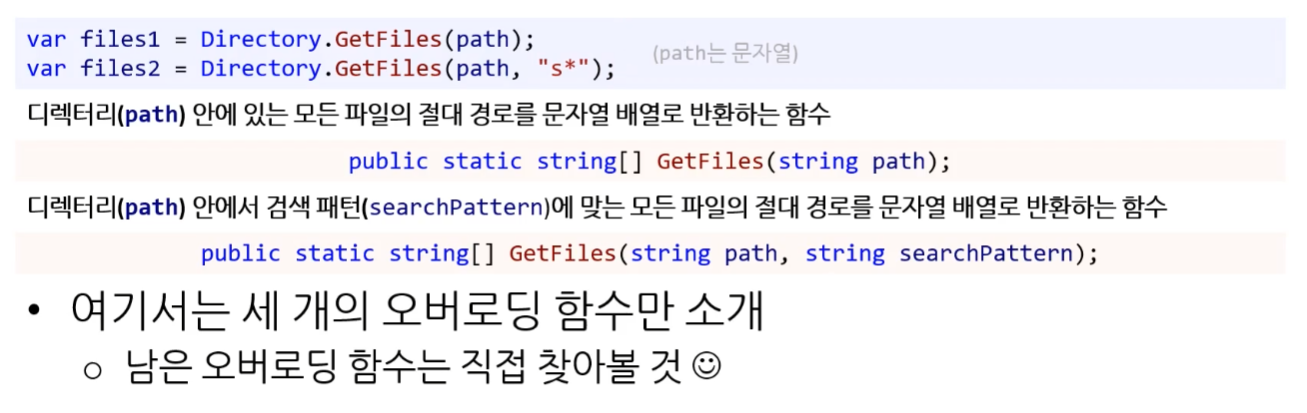 var files1 = Directory.GetFiles(path);
(path는 문자열)
var files2 = Directory.GetFiles(path, "s*");
디렉터리(path) 안에 있는 모든 파일의 절대 경로를 문자열 배열로 반환하는 함수
public static string[] GetFiles(string path);
디렉터리(path) 안에서 검색 패턴(searchPattern)에 맞는 모든 파일의 절대 경로를 문자열 배열로 반환하는 함수
public static string[] GetFiles(string path, string searchPattern);
• 여기서는 세 개의 오버로딩 함수만 소개
○ 남은 오버로딩 함수는 직접 찾아볼 것 ☺